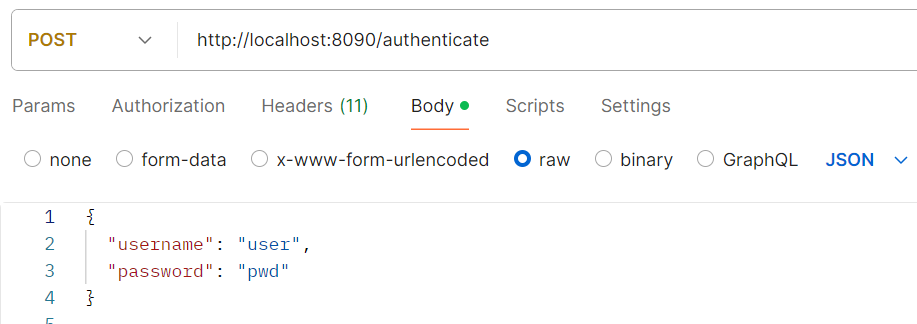 POST http://localhost:8090/authenticate
Params Authorization Headers (11) Body Scripts Settings
none form-data x-www-form-urlencoded raw binary GraphQL JSON
1 {
2 "username": "user",
3 "password": "pwd"
4 }
5